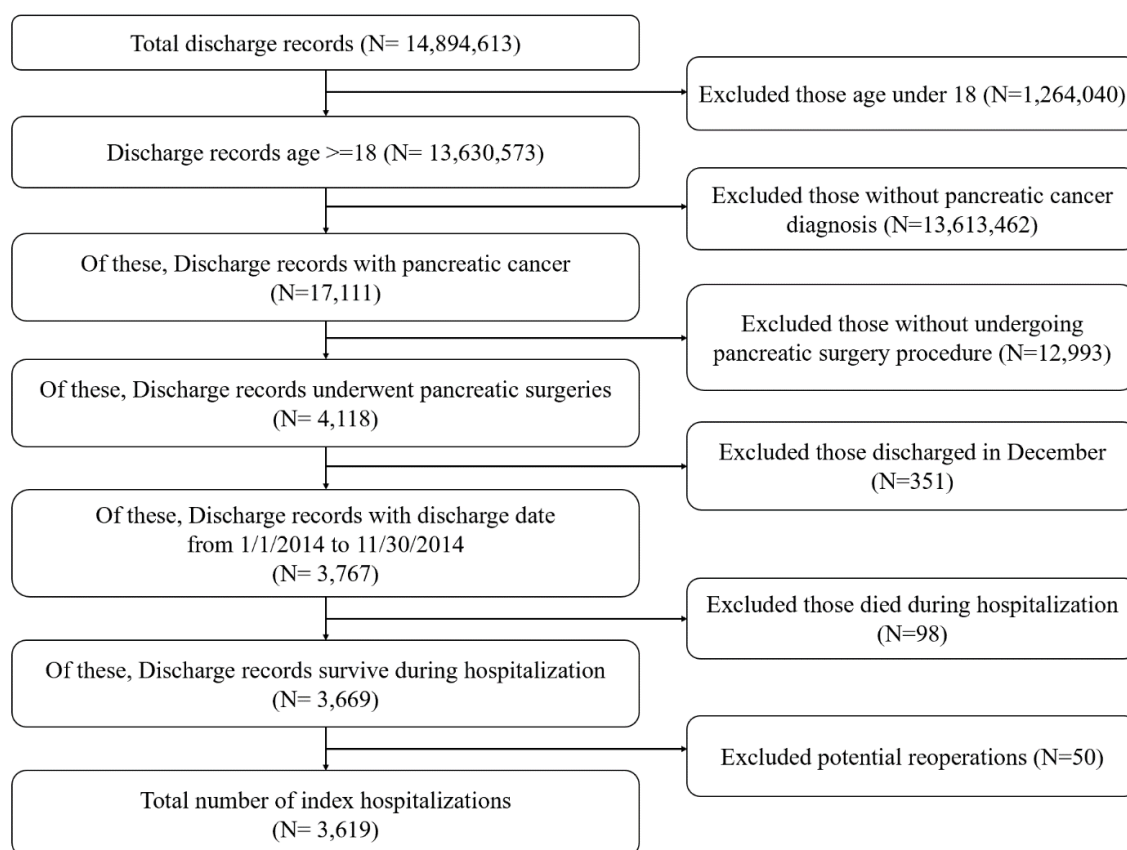 Total discharge records (N= 14,894,613)
Excluded those age under 18 (N=1,264,040)
Discharge records age >=18 (N= 13,630,573)
Excluded those without pancreatic cancer
diagnosis (N=13,613,462)
Of these, Discharge records with pancreatic cancer
(N=17,111)
Excluded those without undergoing
pancreatic surgery procedure (N=12,993)
Of these, Discharge records underwent pancreatic surgeries
(N= 4,118)
Excluded those discharged in December
(N=351)
Of these, Discharge records with discharge date
from 1/1/2014 to 11/30/2014
(N= 3,767)
Excluded those died during hospitalization
(N=98)
Of these, Discharge records survive during hospitalization
(N= 3,669)
Excluded potential reoperations (N=50)
Total number of index hospitalizations
(N= 3,619)